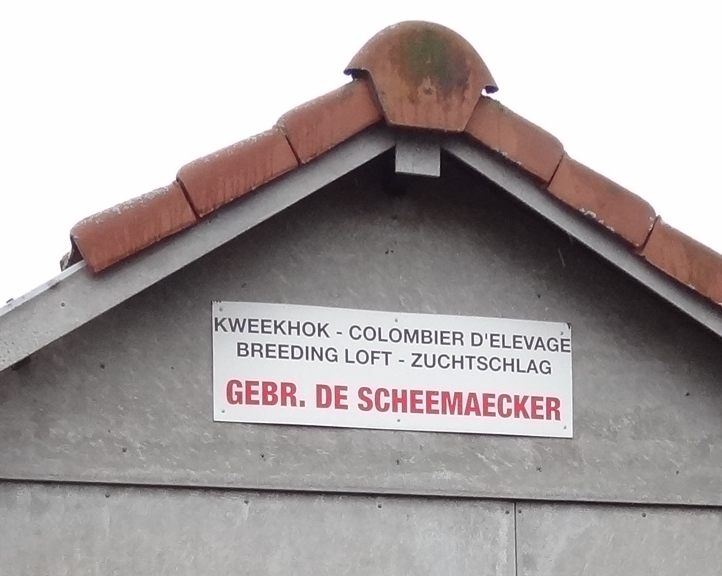 KWEEKHOK - COLOMBIER D'ELEVAGE
BREEDING LOFT - ZUCHTSCHLAG
GEBR. DE SCHEEMAECKER